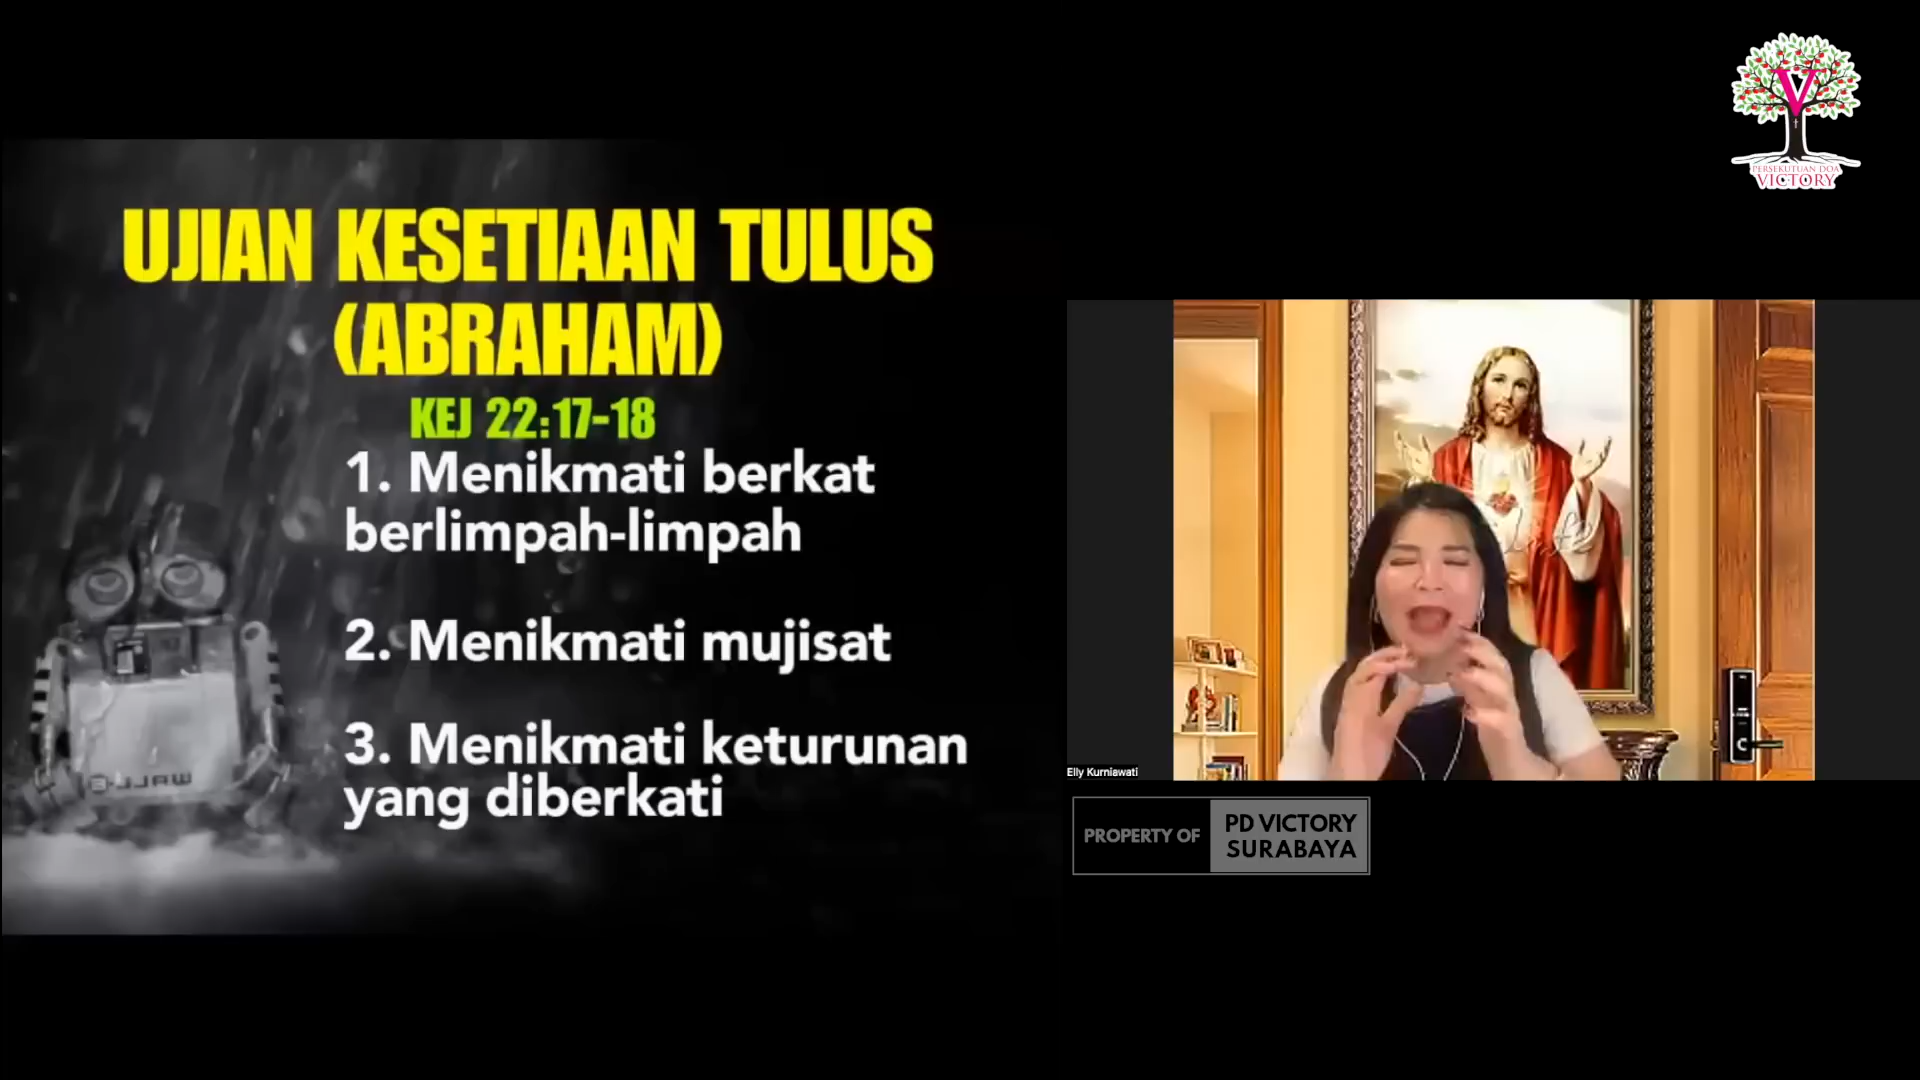 UJIAN KESETIAAN TULUS
(ABRAHAM)
KEJ 22:17-18
1. Menikmati berkat
berlimpah-limpah
2. Menikmati mujisat
3. Menikmati keturunan
yang diberkati
WALL-E
V
PERSEKUTUAN DOA
VICTORY
Elly Kurniawati
PROPERTY OF
PD VICTORY
SURABAYA